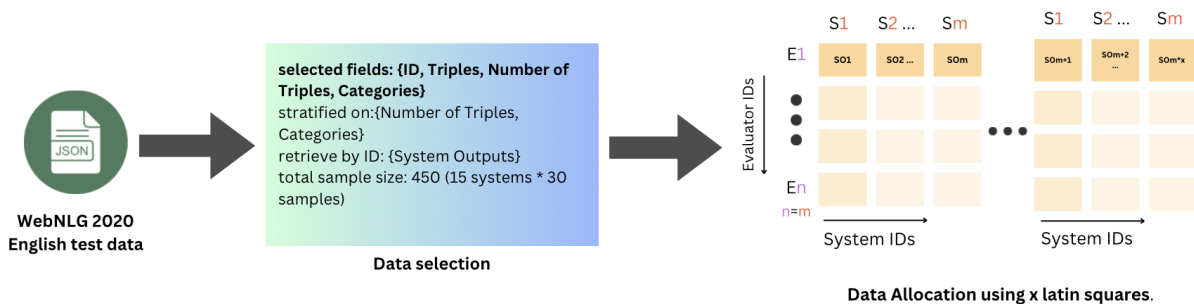 JSON
WebNLG 2020
English test data
selected fields: {ID, Triples, Number of
Triples, Categories}
stratified on:{Number of Triples,
Categories}
retrieve by ID: {System Outputs}
total sample size: 450 (15 systems * 30
samples)
Data selection
S1 S2 ... Sm
S1 S2 ... Sm
E1
SO1 SO2 ... SOm
SOm+1 SOm+2 ... SOm*x
Evaluator IDs
En
n=m
System IDs
System IDs
Data Allocation using x latin squares.